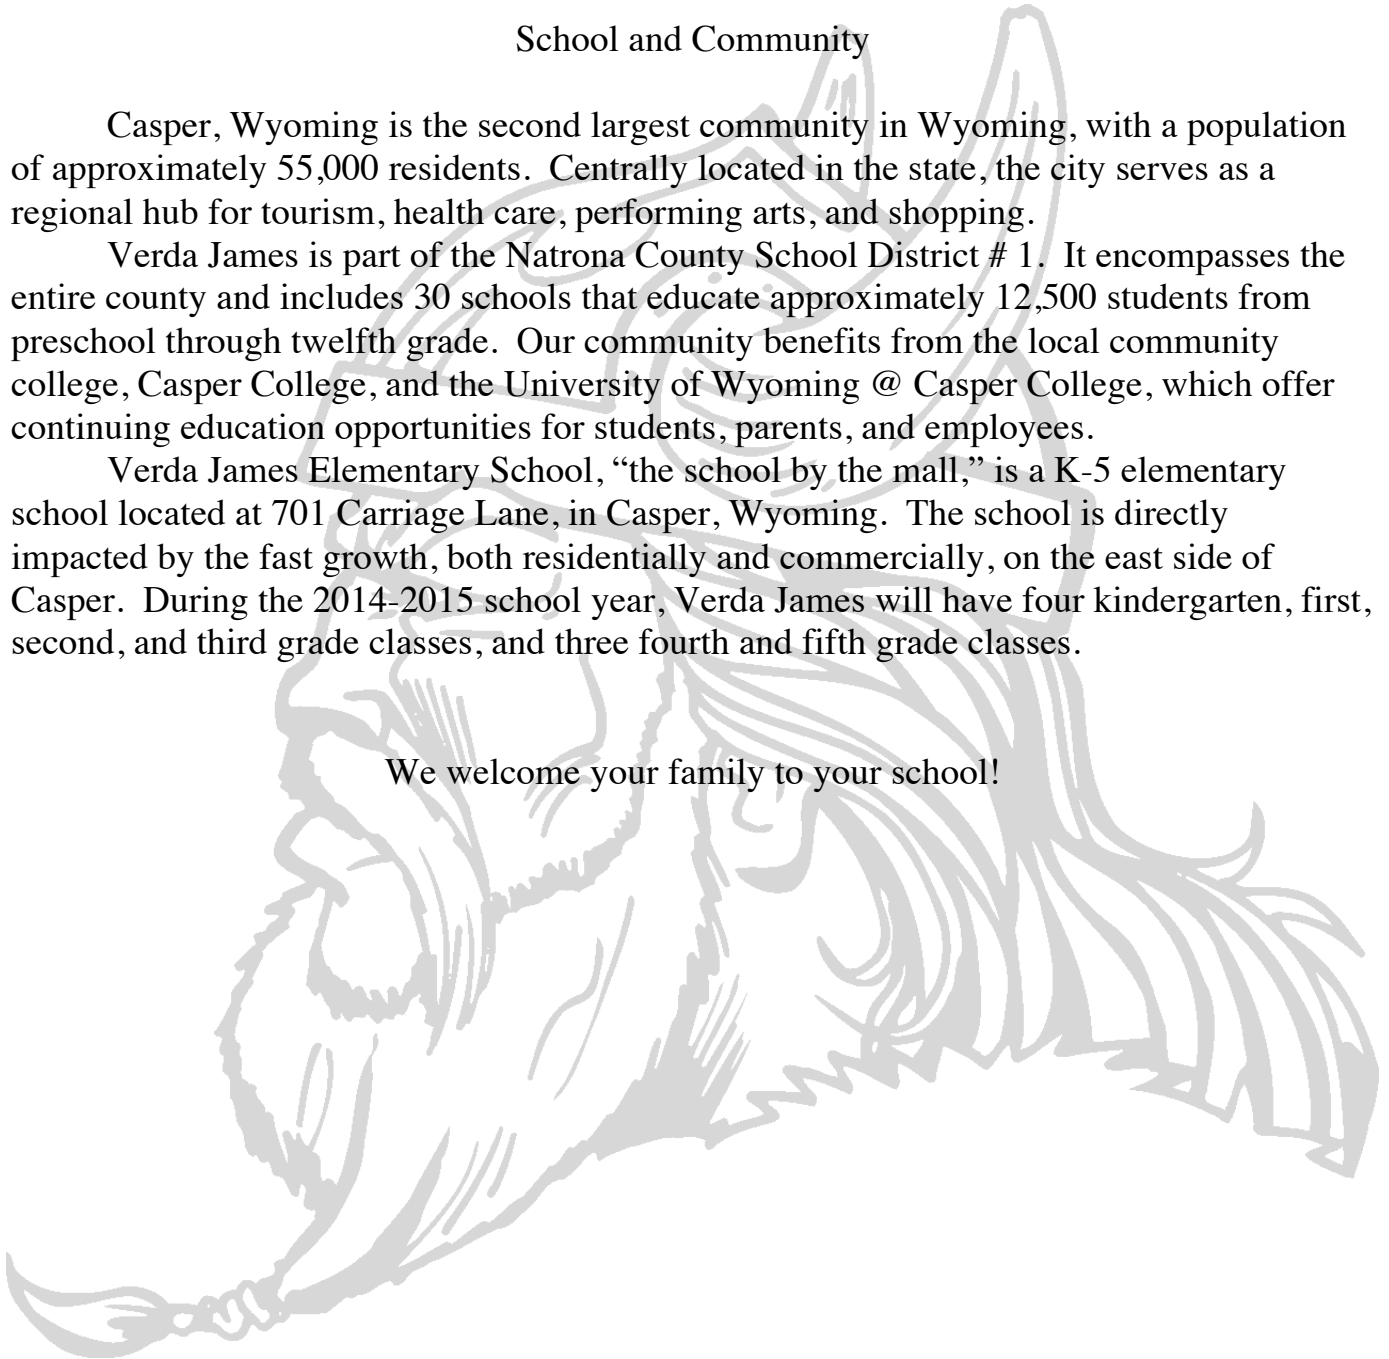 School and Community
Casper, Wyoming is the second largest community in Wyoming, with a population
of approximately 55,000 residents.  Centrally located in the state, the city serves as a
regional hub for tourism, health care, performing arts, and shopping.
Verda James is part of the Natrona County School District # 1.  It encompasses the
entire county and includes 30 schools that educate approximately 12,500 students from
preschool through twelfth grade.  Our community benefits from the local community
college, Casper College, and the University of Wyoming @ Casper College, which offer
continuing education opportunities for students, parents, and employees.
Verda James Elementary School, “the school by the mall,” is a K-5 elementary
school located at 701 Carriage Lane, in Casper, Wyoming.  The school is directly
impacted by the fast growth, both residentially and commercially, on the east side of
Casper.  During the 2014-2015 school year, Verda James will have four kindergarten, first,
second, and third grade classes, and three fourth and fifth grade classes.
We welcome your family to your school!